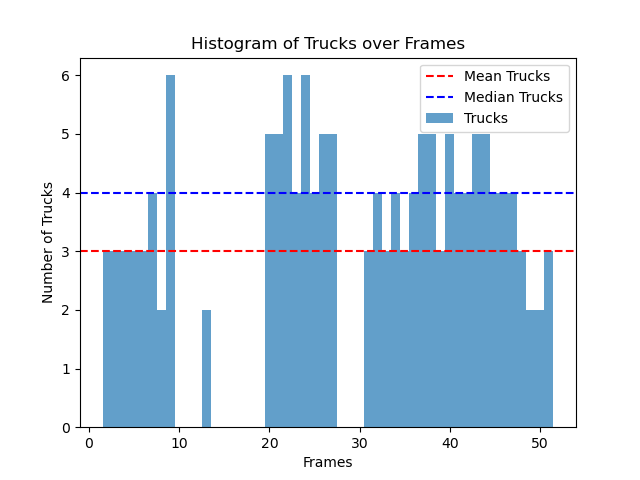 Histogram of Trucks over Frames
Mean Trucks
Median Trucks
Trucks
Number of Trucks
6
5
4
3
2
1
0
0 10 20 30 40 50
Frames